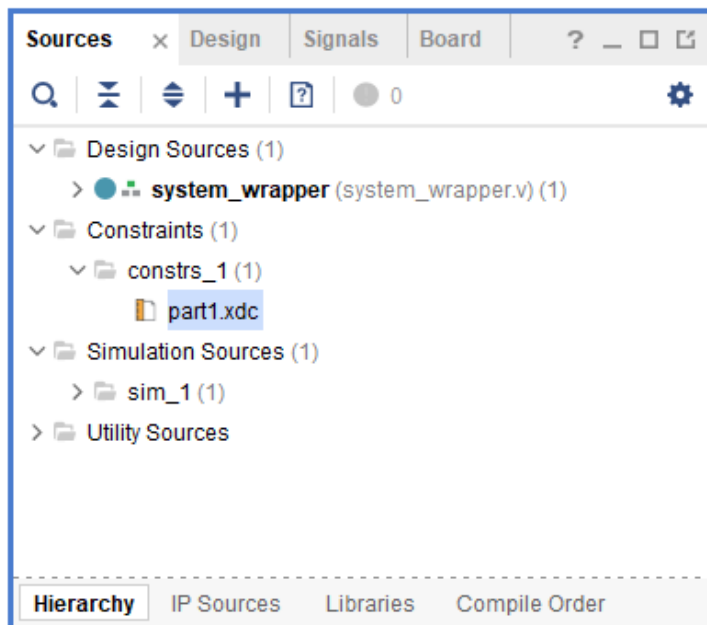 Sources × Design Signals Board ? _
? 0
Design Sources (1)
system_wrapper (system_wrapper.v) (1)
Constraints (1)
constrs_1 (1)
part1.xdc
Simulation Sources (1)
sim_1 (1)
Utility Sources
Hierarchy IP Sources Libraries Compile Order